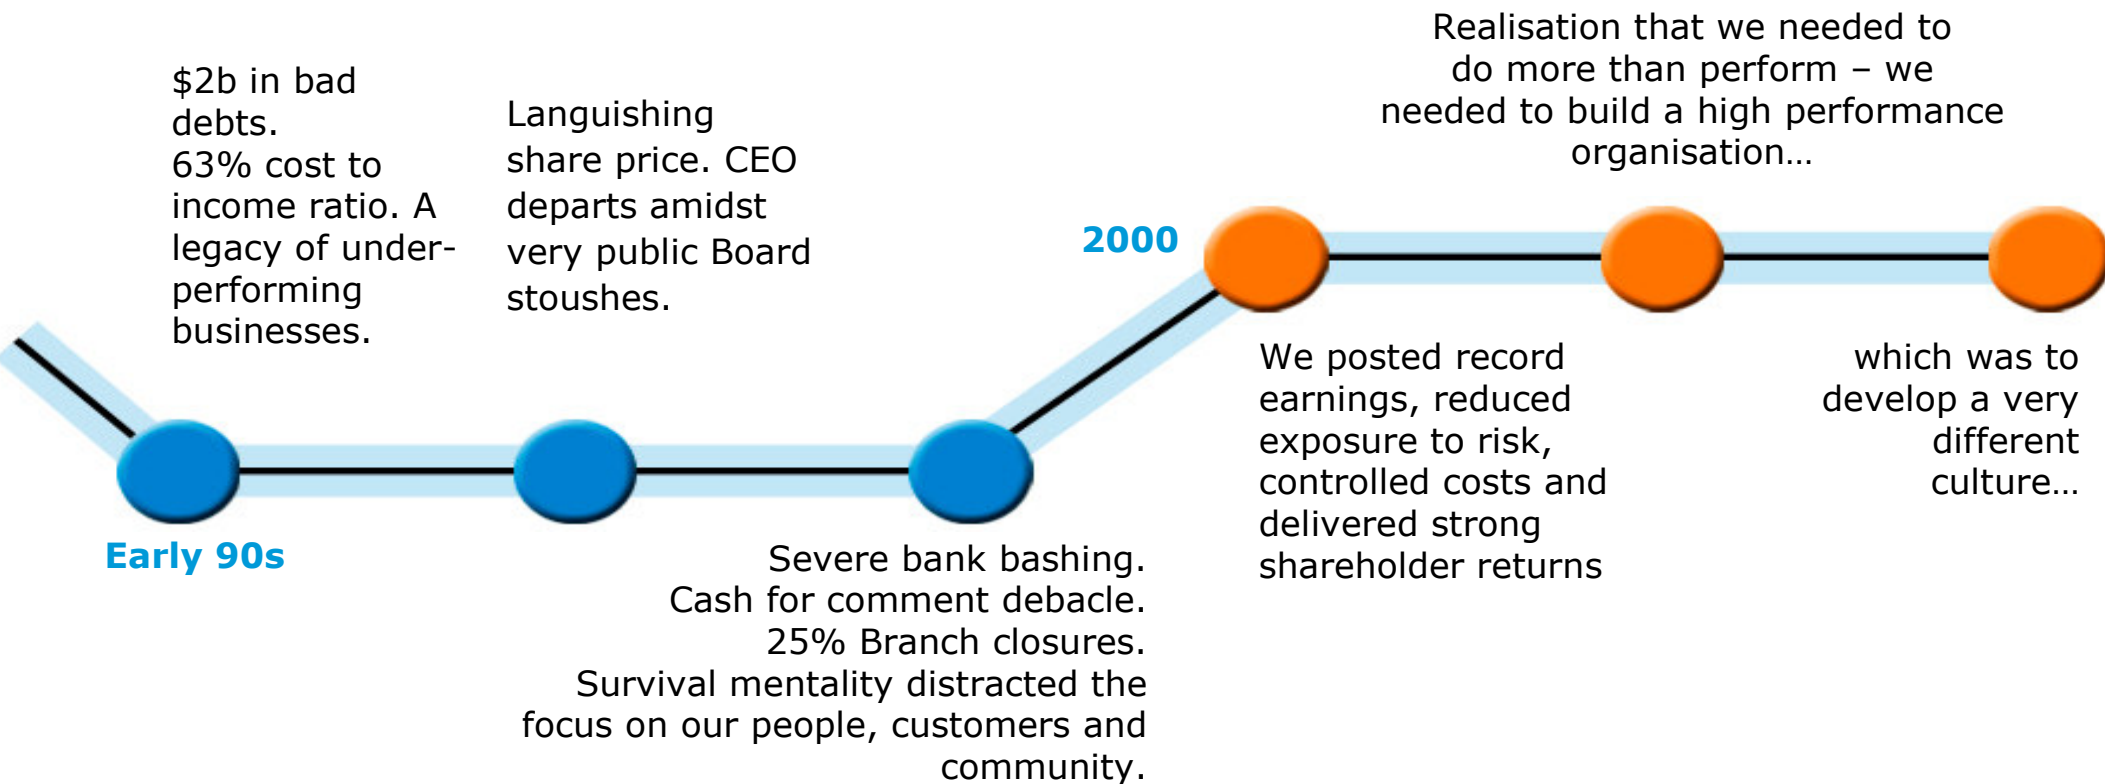 $2b in bad
debts.
63% cost to
income ratio. A
legacy of under-
performing
businesses.
Early 90s
Languishing
share price. CEO
departs amidst
very public Board
stoushes.
Severe bank bashing.
Cash for comment debacle.
25% Branch closures.
Survival mentality distracted the
focus on our people, customers and
community.
2000
We posted record
earnings, reduced
exposure to risk,
controlled costs and
delivered strong
shareholder returns
Realisation that we needed to
do more than perform – we
needed to build a high performance
organisation…
which was to
develop a very
different
culture…